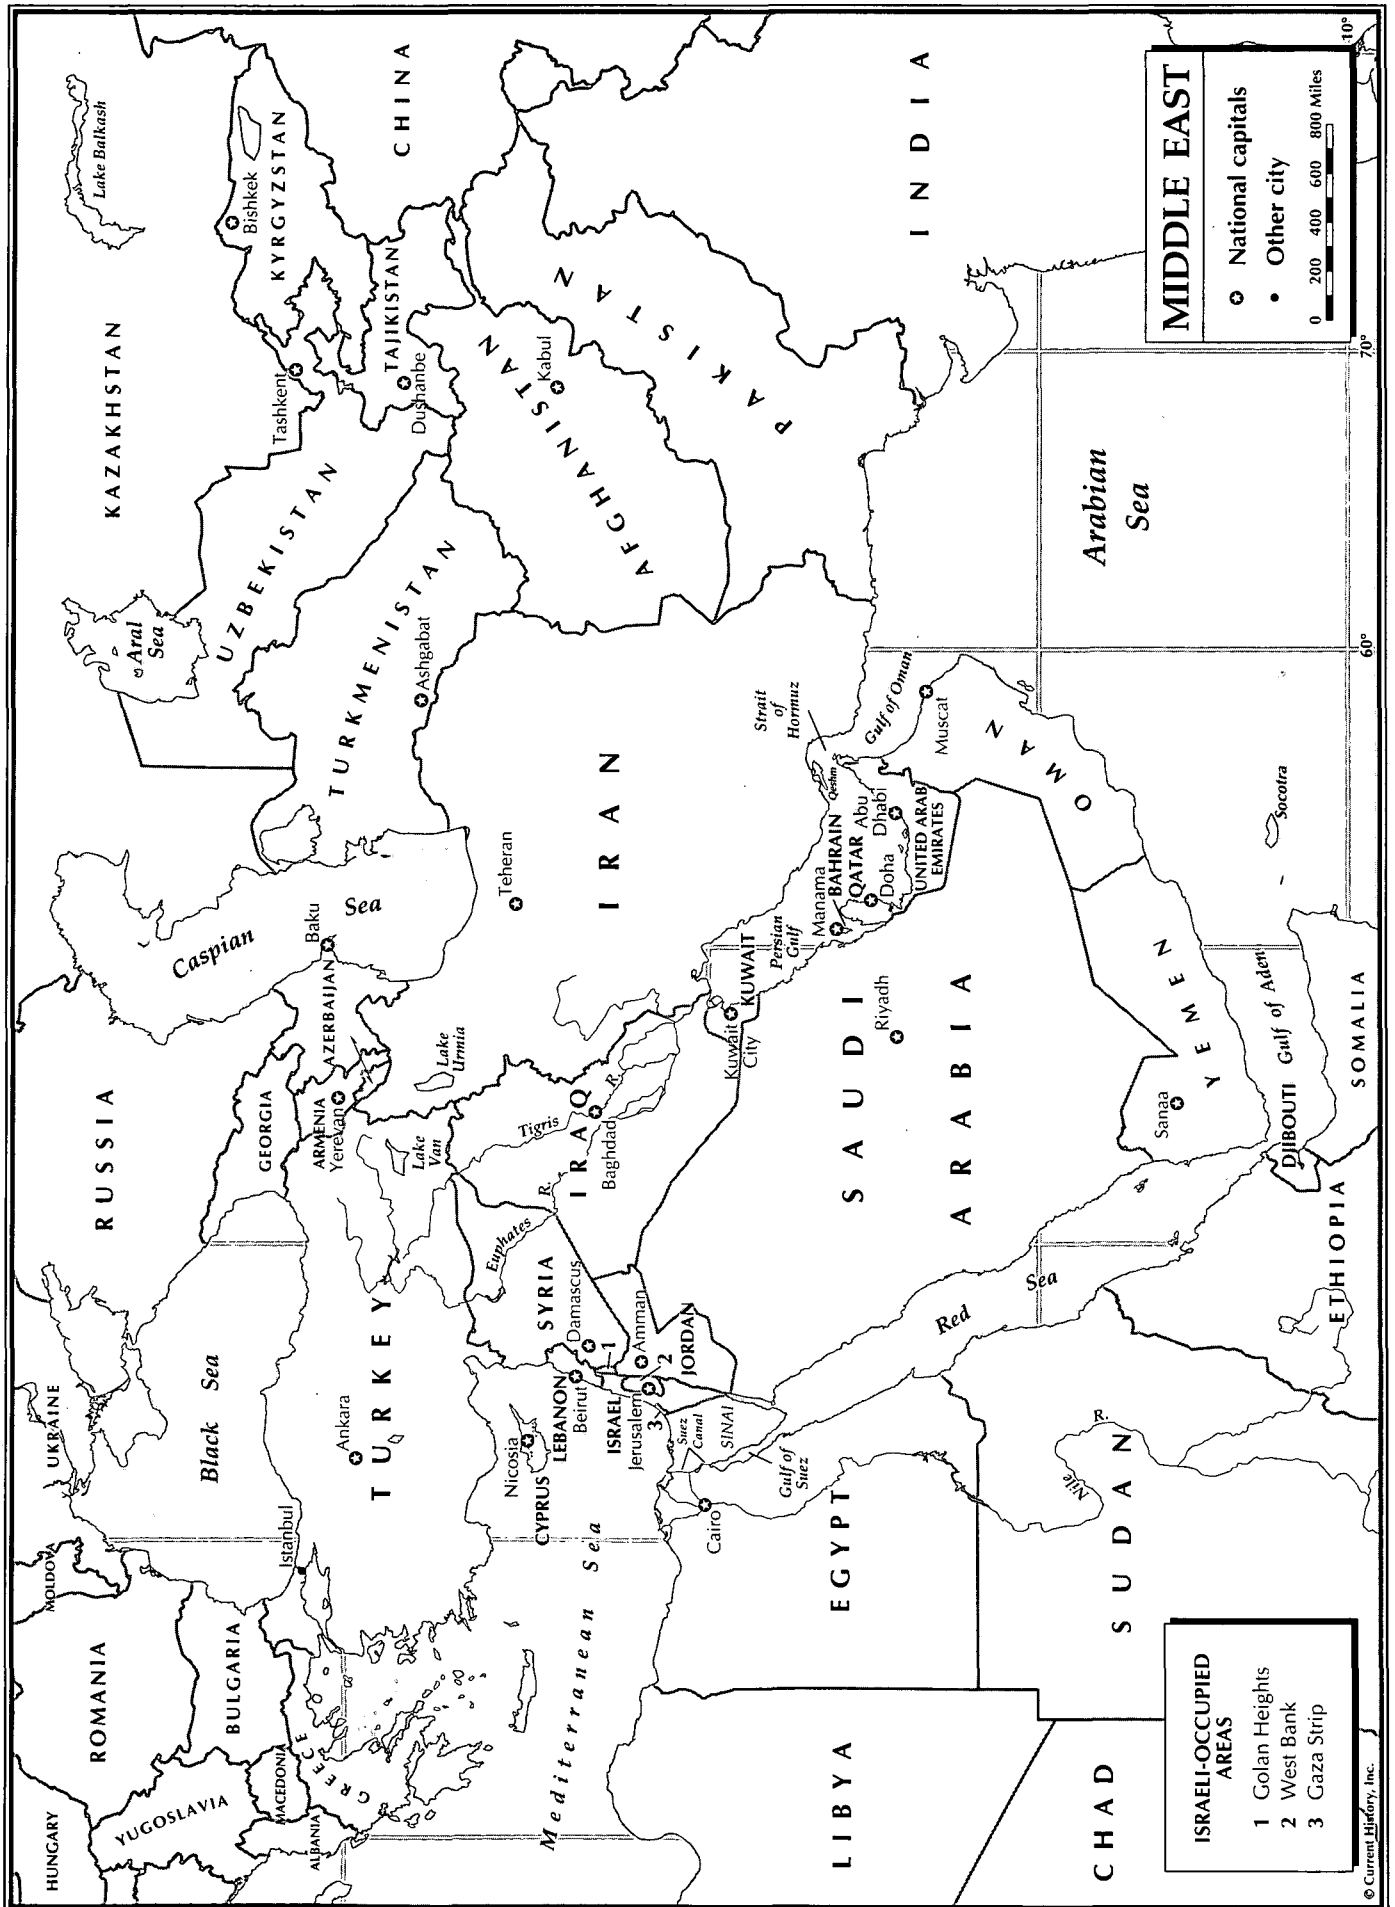 MIDDLE EAST
National capitals
Other city
0 200 400 600 800 Miles
ISRAELI-OCCUPIED
AREAS
1 Golan Heights
2 West Bank
3 Gaza Strip
HUNGARY
ROMANIA
MOLDOVA
UKRAINE
RUSSIA
KAZAKHSTAN
Lake Balkash
YUGOSLAVIA
BULGARIA
Black Sea
Caspian
Sea
Aral
Sea
MACEDONIA
ALBANIA
GREECE
Istanbul
GEORGIA
ARMENIA
Yerevan
AZERBAIJAN
Baku
UZBEKISTAN
Tashkent
Bishkek
KYRGYZSTAN
CHINA
Ankara
TURKEY
Lake
Van
Lake
Urmia
TURKMENISTAN
Ashgabat
TAJIKISTAN
Dushanbe
Mediterranean Sea
Nicosia
CYPRUS
Euphates
R.
Tigris
R.
SYRIA
Damascus
LEBANON
Beirut
ISRAEL
Jerusalem
1
2
3
Amman
JORDAN
IRAQ
Baghdad
Teheran
IRAN
AFGHANISTAN
Kabul
PAKISTAN
INDIA
Suez
Canal
SINAI
Gulf of
Suez
Cairo
Kuwait
City
KUWAIT
Persian
Gulf
Manama
BAHRAIN
QATAR
Doha
Abu
Dhabi
UNITED ARAB
EMIRATES
Qeshm
Strait
of
Hormuz
Gulf of Oman
Muscat
OMAN
LIBYA
EGYPT
SAUDI
ARABIA
Riyadh
Red Sea
Arabian
Sea
CHAD
SUDAN
Nile
R.
Sanaa
YEMEN
Gulf of Aden
Socotra
DJIBOUTI
ETHIOPIA
SOMALIA
60°
70°
10°
© Current History, Inc.